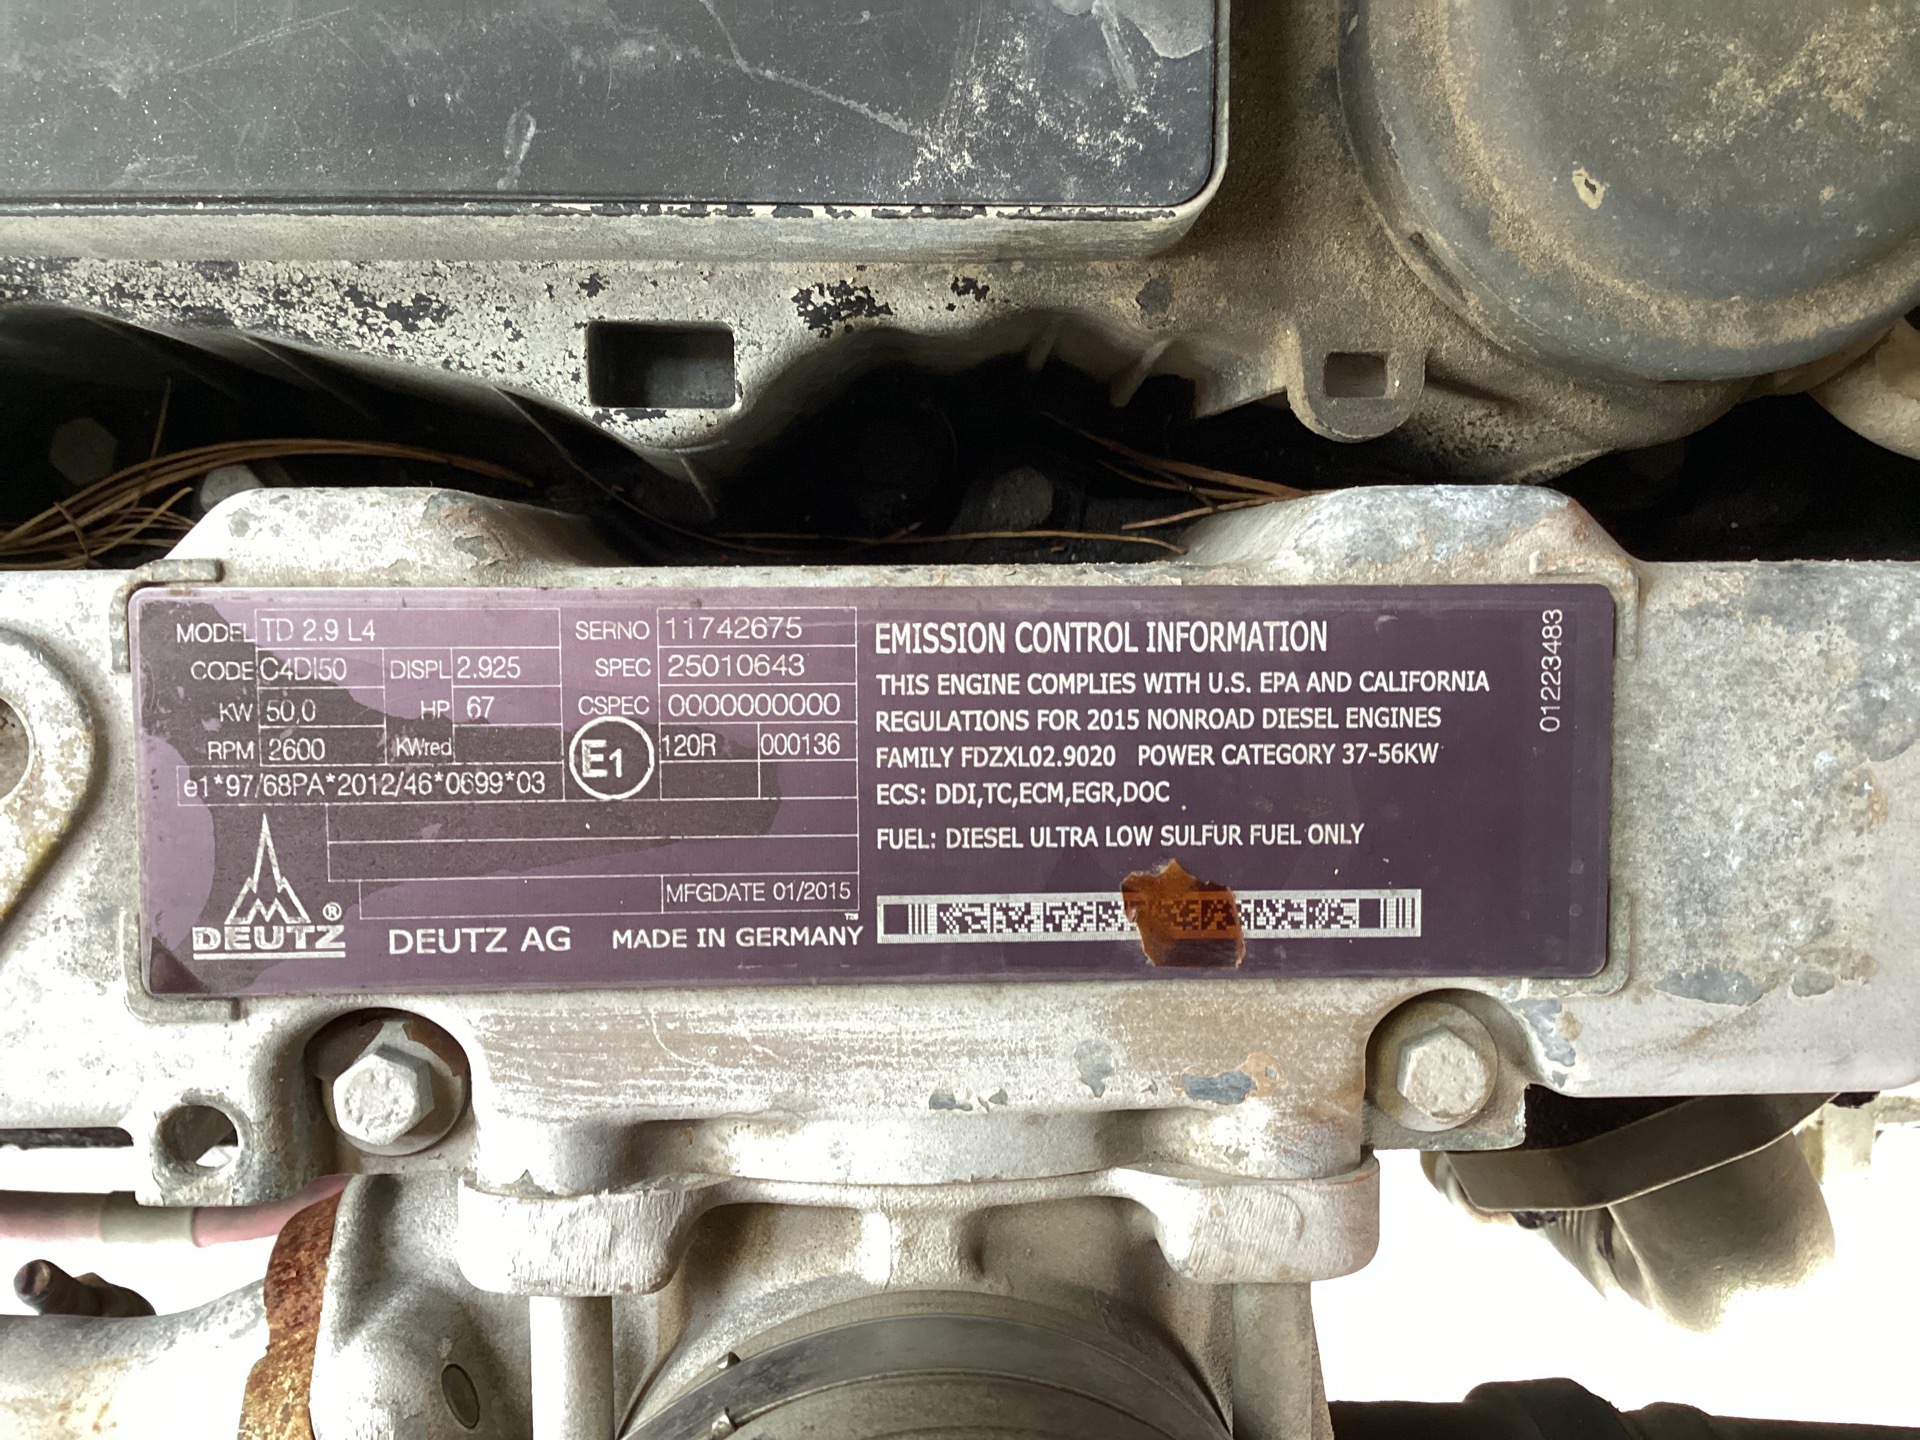 MODEL TD 2.9 L4
CODE C4DI50 DISPL 2.925
KW 50,0 HP 67
RPM 2600 KWred
e1*97/68PA*2012/46*0699*03
SERNO 11742675
SPEC 25010643
CSPEC 0000000000
E1 120R 000136
MFGDATE 01/2015
DEUTZ ®
DEUTZ AG MADE IN GERMANY
EMISSION CONTROL INFORMATION
THIS ENGINE COMPLIES WITH U.S. EPA AND CALIFORNIA
REGULATIONS FOR 2015 NONROAD DIESEL ENGINES
FAMILY FDZXL02.9020 POWER CATEGORY 37-56KW
ECS: DDI,TC,ECM,EGR,DOC
FUEL: DIESEL ULTRA LOW SULFUR FUEL ONLY
01223483